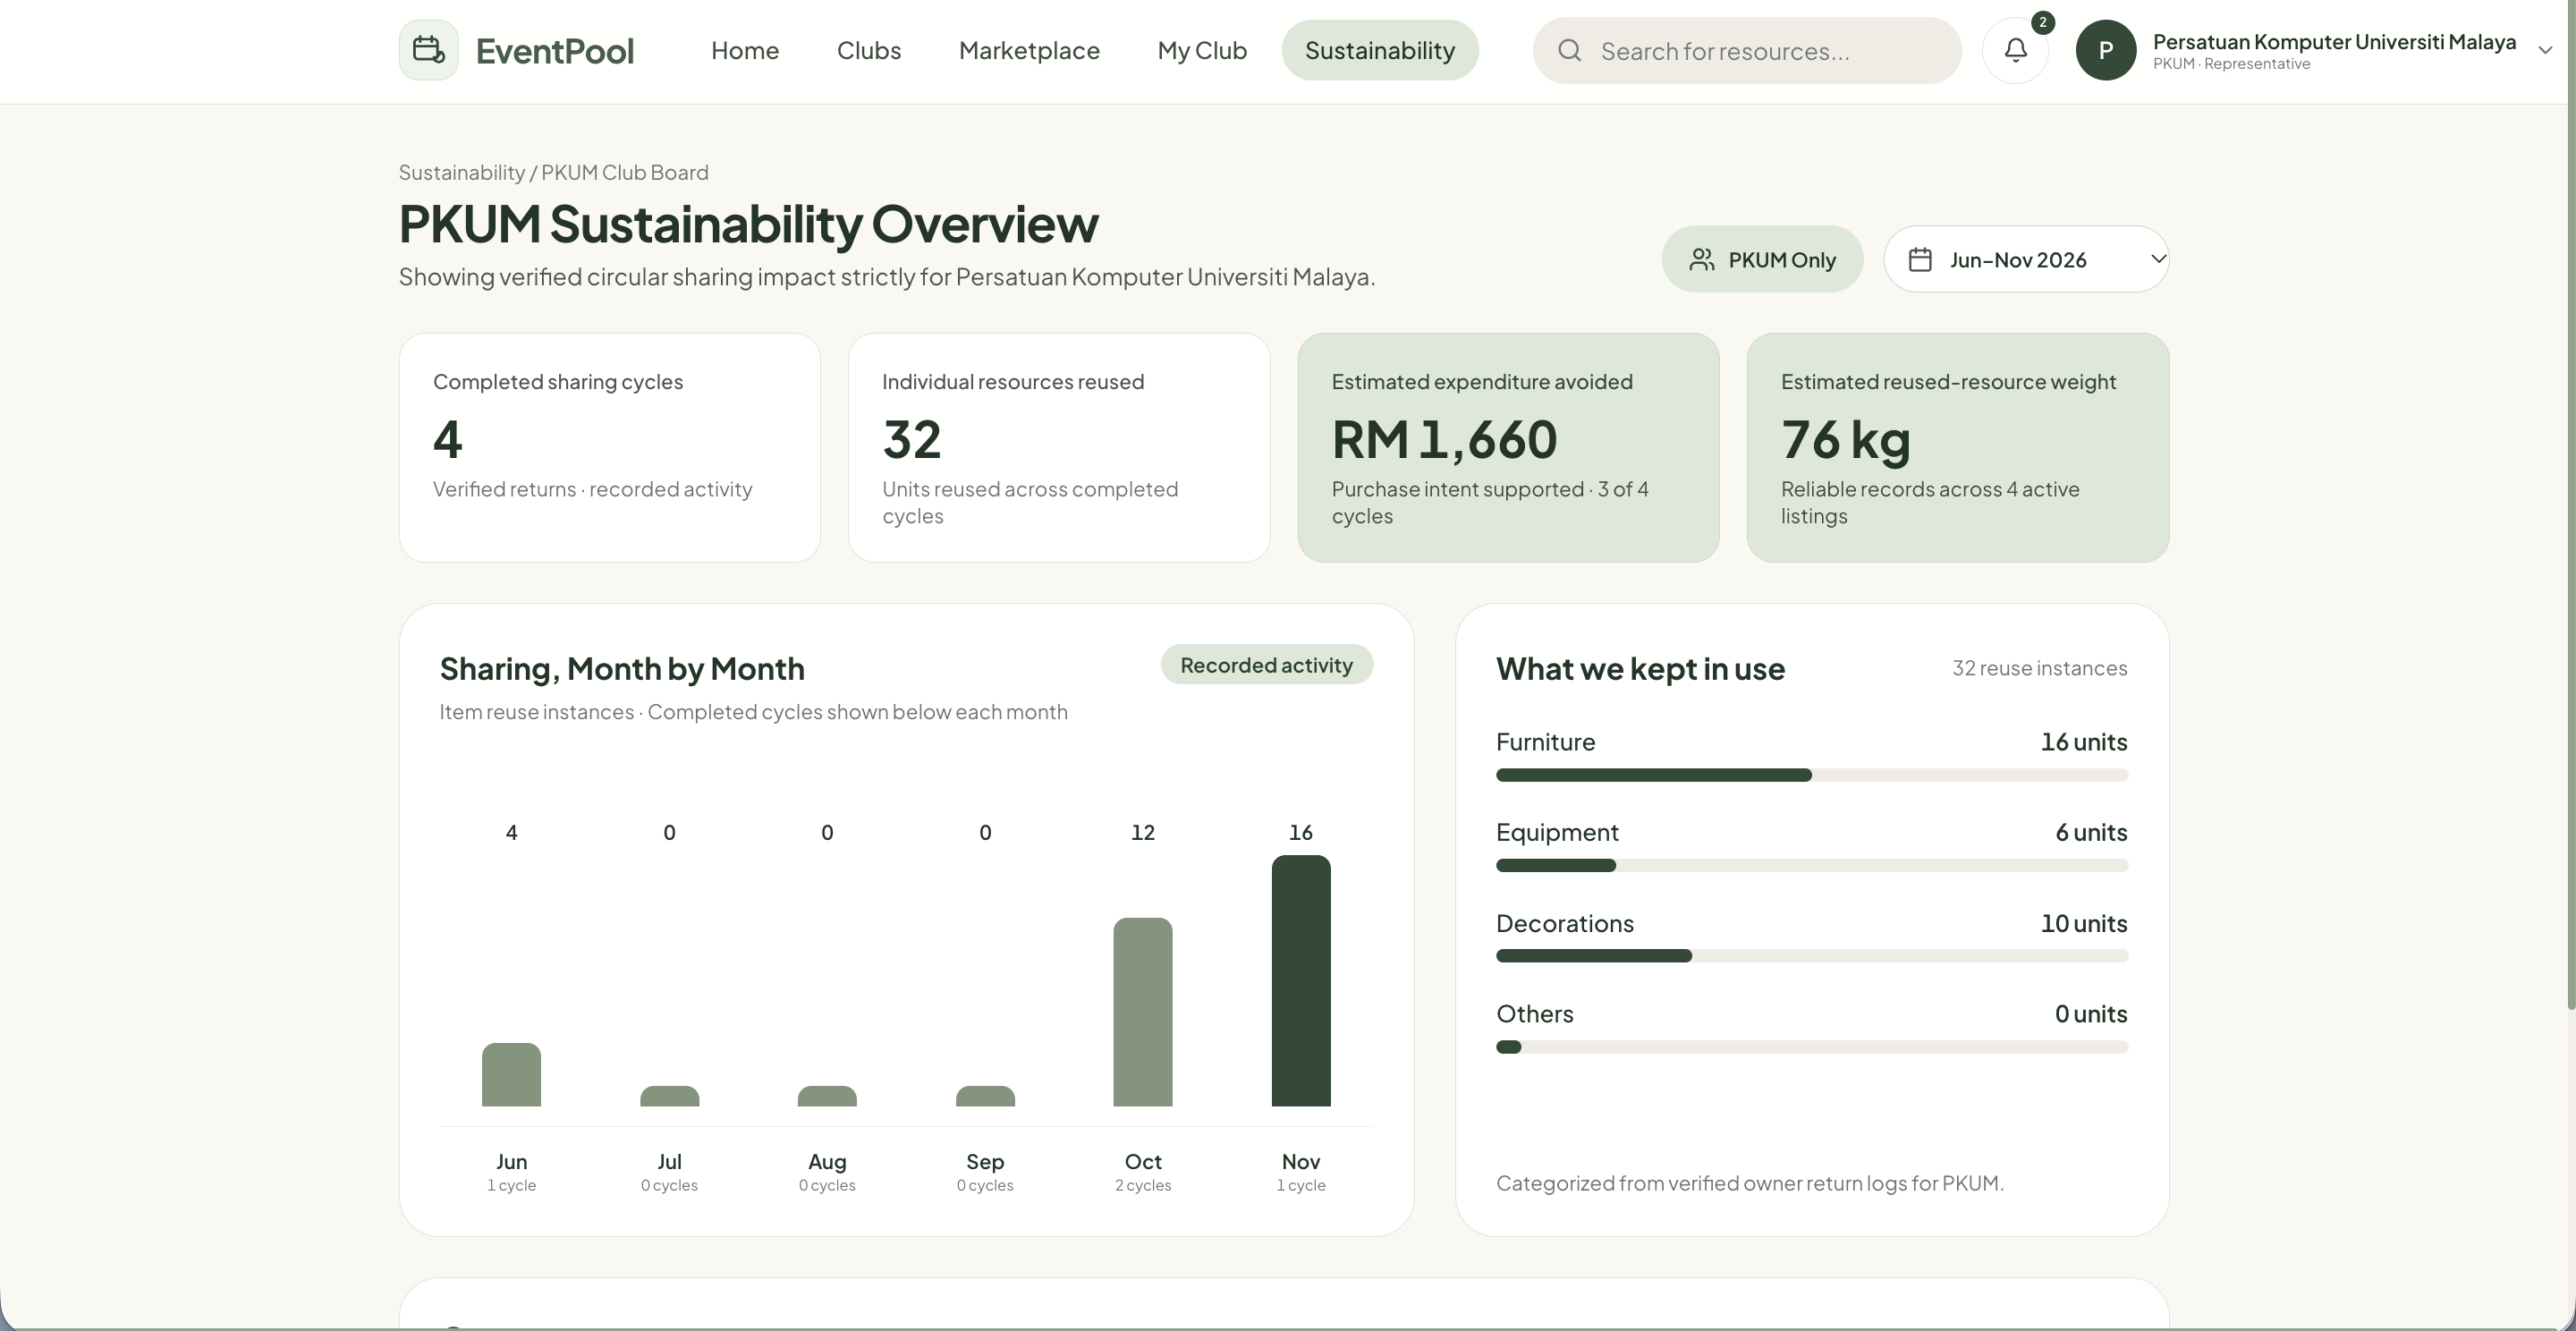 EventPool
Home
Clubs
Marketplace
My Club
Sustainability
Search for resources...
2
P
Persatuan Komputer Universiti Malaya
PKUM · Representative
Sustainability / PKUM Club Board
PKUM Sustainability Overview
Showing verified circular sharing impact strictly for Persatuan Komputer Universiti Malaya.
PKUM Only
Jun–Nov 2026
Completed sharing cycles
4
Verified returns · recorded activity
Individual resources reused
32
Units reused across completed
cycles
Estimated expenditure avoided
RM 1,660
Purchase intent supported · 3 of 4
cycles
Estimated reused-resource weight
76 kg
Reliable records across 4 active
listings
Sharing, Month by Month
Recorded activity
Item reuse instances · Completed cycles shown below each month
4
0
0
0
12
16
Jun
Jul
Aug
Sep
Oct
Nov
1 cycle
0 cycles
0 cycles
0 cycles
2 cycles
1 cycle
What we kept in use
32 reuse instances
Furniture
16 units
Equipment
6 units
Decorations
10 units
Others
0 units
Categorized from verified owner return logs for PKUM.